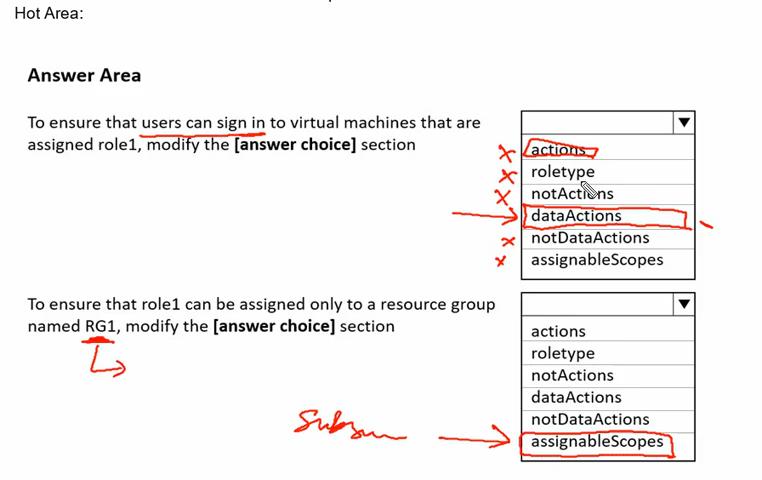 Hot Area:
Answer Area
To ensure that users can sign in to virtual machines that are
assigned role1, modify the [answer choice] section
actions
roletype
notActions
dataActions
notDataActions
assignableScopes
To ensure that role1 can be assigned only to a resource group
named RG1, modify the [answer choice] section
actions
roletype
notActions
dataActions
notDataActions
assignableScopes